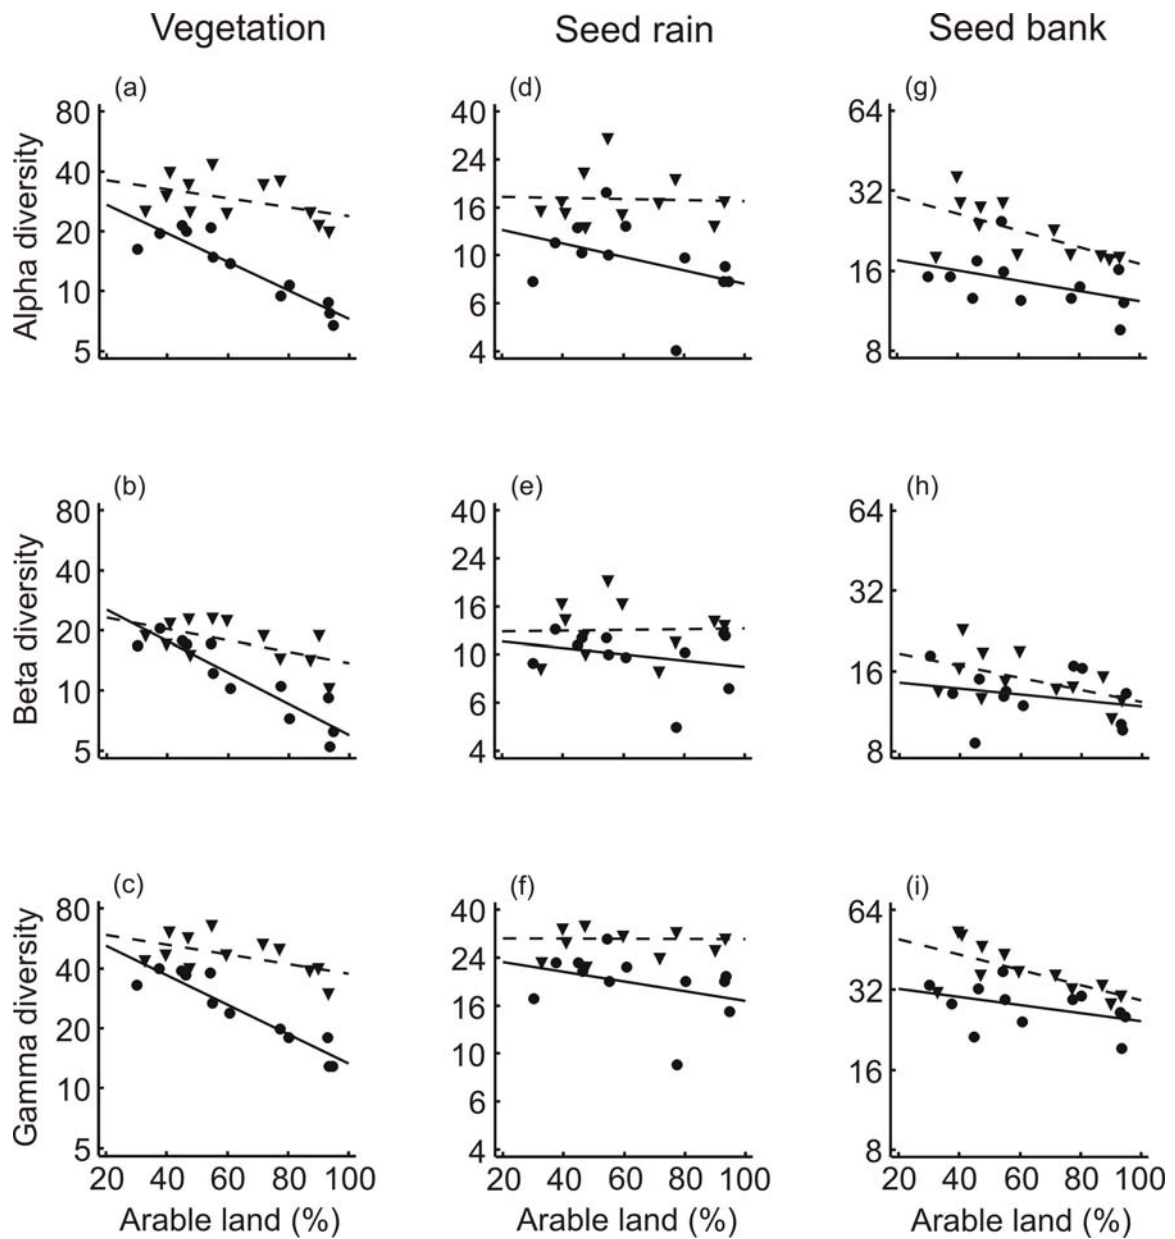 Vegetation Seed rain Seed bank
(a) (d) (g)
Alpha diversity
80 40 20 10 5
40 24 16 10 6 4
64 32 16 8
(b) (e) (h)
Beta diversity
80 40 20 10 5
40 24 16 10 6 4
64 32 16 8
(c) (f) (i)
Gamma diversity
80 40 20 10 5
40 24 16 10 6 4
64 32 16 8
20 40 60 80 100 20 40 60 80 100 20 40 60 80 100
Arable land (%) Arable land (%) Arable land (%)